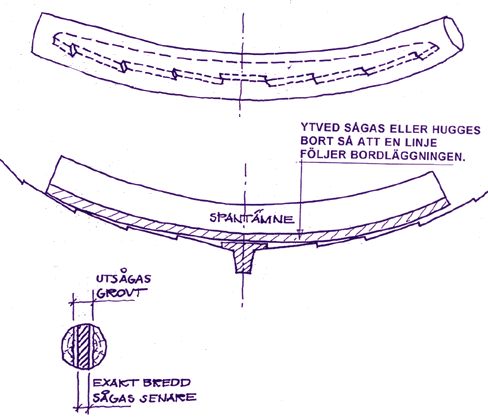 YTVED SÅGAS ELLER HUGGES
BORT SÅ ATT EN LINJE
FÖLJER BORDLÄGGNINGEN.
SPANTÄMNE
UTSÅGAS
GROVT
EXAKT BREDD
SÅGAS SENARE